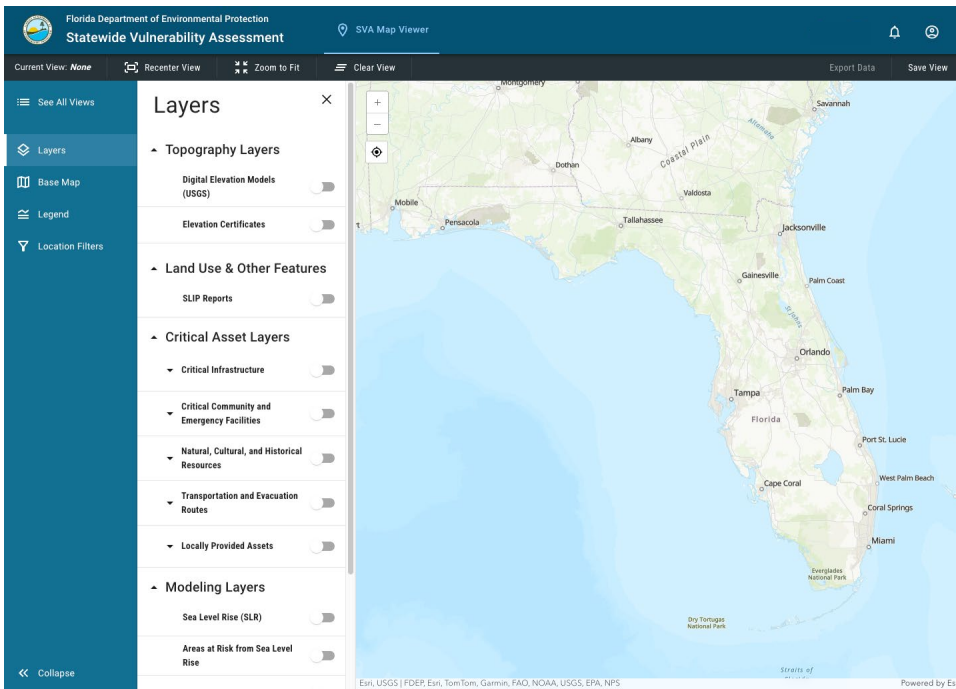 Florida Department of Environmental Protection
Statewide Vulnerability Assessment
SVA Map Viewer
Current View: None
Recenter View
Zoom to Fit
Clear View
Export Data
Save View
See All Views
Layers
Base Map
Legend
Location Filters
Collapse
Layers
Topography Layers
Digital Elevation Models
(USGS)
Elevation Certificates
Land Use & Other Features
SLIP Reports
Critical Asset Layers
Critical Infrastructure
Critical Community and
Emergency Facilities
Natural, Cultural, and Historical
Resources
Transportation and Evacuation
Routes
Locally Provided Assets
Modeling Layers
Sea Level Rise (SLR)
Areas at Risk from Sea Level
Rise
Montgomery
Savannah
Altamaha
Albany
Coastal Plain
Dothan
Valdosta
Mobile
Pensacola
Tallahassee
Jacksonville
Gainesville
Palm Coast
St Johns
Orlando
Tampa
Palm Bay
Florida
Port St. Lucie
West Palm Beach
Cape Coral
Coral Springs
Miami
Everglades
National Park
Dry Tortugas
National Park
Straits of
Esri, USGS | FDEP, Esri, TomTom, Garmin, FAO, NOAA, USGS, EPA, NPS
Powered by Es